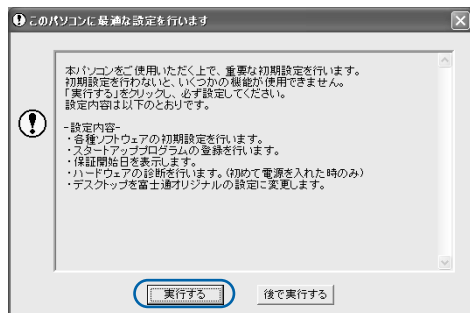 このパソコンに最適な設定を行います
本パソコンをご使用いただく上で、重要な初期設定を行います。
初期設定を行わないと、いくつかの機能が使用できません。
「実行する」をクリックし、必ず設定してください。
設定内容は以下のとおりです。
-設定内容-
・各種ソフトウェアの初期設定を行います。
・スタートアッププログラムの登録を行います。
・保証開始日を表示します。
・ハードウェアの診断を行います。(初めて電源を入れた時のみ)
・デスクトップを富士通オリジナルの設定に変更します。
実行する
後で実行する